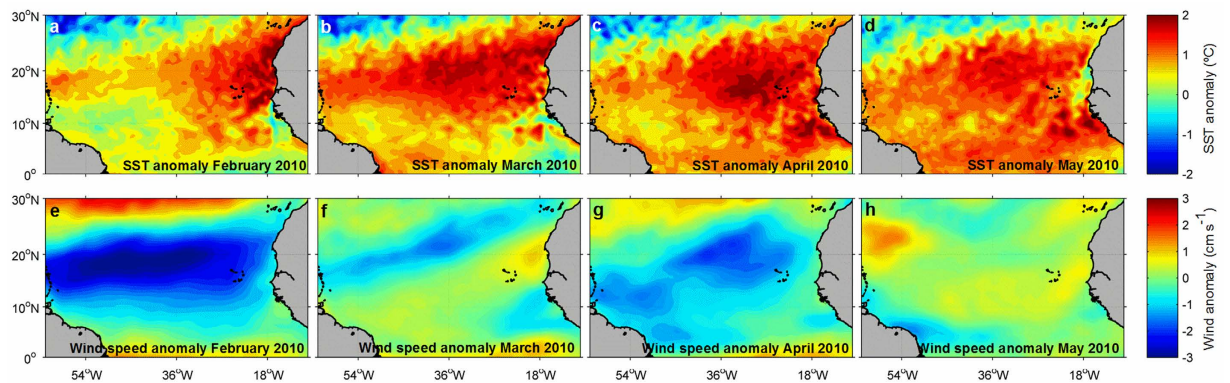 a b c d
30°N
20°N
10°N
0°
SST anomaly February 2010 SST anomaly March 2010 SST anomaly April 2010 SST anomaly May 2010
2
1
0
-1
-2
SST anomaly (ºC)
e f g h
30°N
20°N
10°N
0°
Wind speed anomaly February 2010 Wind speed anomaly March 2010 Wind speed anomaly April 2010 Wind speed anomaly May 2010
54°W 36°W 18°W 54°W 36°W 18°W 54°W 36°W 18°W 54°W 36°W 18°W
3
2
1
0
-1
-2
-3
Wind anomaly (cm s⁻¹)